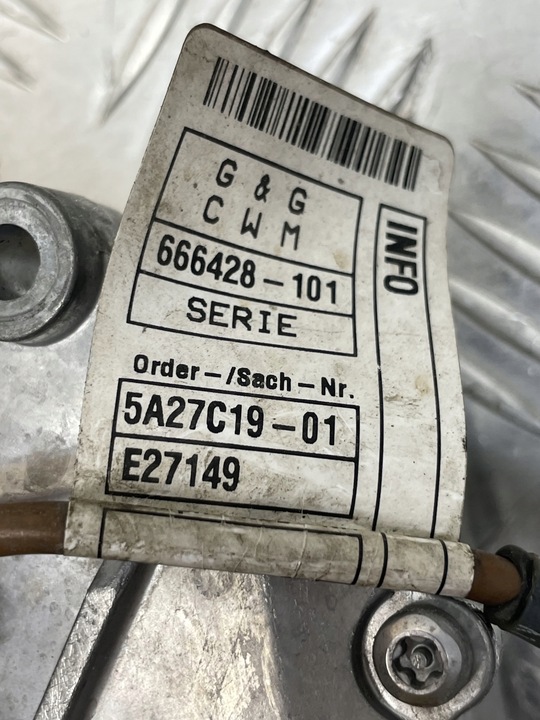 G & G
C W M
666428-101
SERIE
INFO
Order-/Sach-Nr.
5A27C19-01
E27149